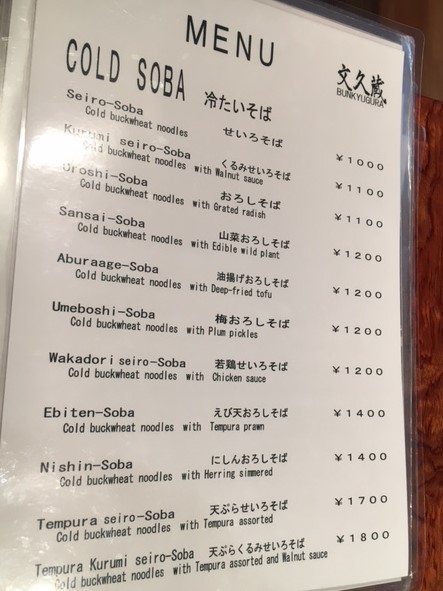 MENU
文久蔵
BUNKYUGURA
COLD SOBA 冷たいそば
Seiro-Soba せいろそば ¥1000
Cold buckwheat noodles
Kurumi seiro-Soba くるみせいろそば ¥1100
Cold buckwheat noodles with Walnut sauce
Oroshi-Soba おろしそば ¥1100
Cold buckwheat noodles with Grated radish
Sansai-Soba 山菜おろしそば ¥1200
Cold buckwheat noodles with Edible wild plant
Aburaage-Soba 油揚げおろしそば ¥1200
Cold buckwheat noodles with Deep-fried tofu
Umeboshi-Soba 梅おろしそば ¥1200
Cold buckwheat noodles with Plum pickles
Wakadori seiro-Soba 若鶏せいろそば ¥1200
Cold buckwheat noodles with Chicken sauce
Ebiten-Soba えび天おろしそば ¥1400
Cold buckwheat noodles with Tempura prawn
Nishin-Soba にしんおろしそば ¥1400
Cold buckwheat noodles with Herring simmered
Tempura seiro-Soba 天ぷらせいろそば ¥1700
Cold buckwheat noodles with Tempura assorted
Tempura Kurumi seiro-Soba 天ぷらくるみせいろそば ¥1800
Cold buckwheat noodles with Tempura assorted and Walnut sauce